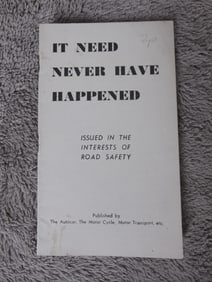 IT NEED
NEVER HAVE
HAPPENED
ISSUED IN THE
INTERESTS OF
ROAD SAFETY
Published by
The Autocar, The Motor Cycle, Motor Transport, etc.